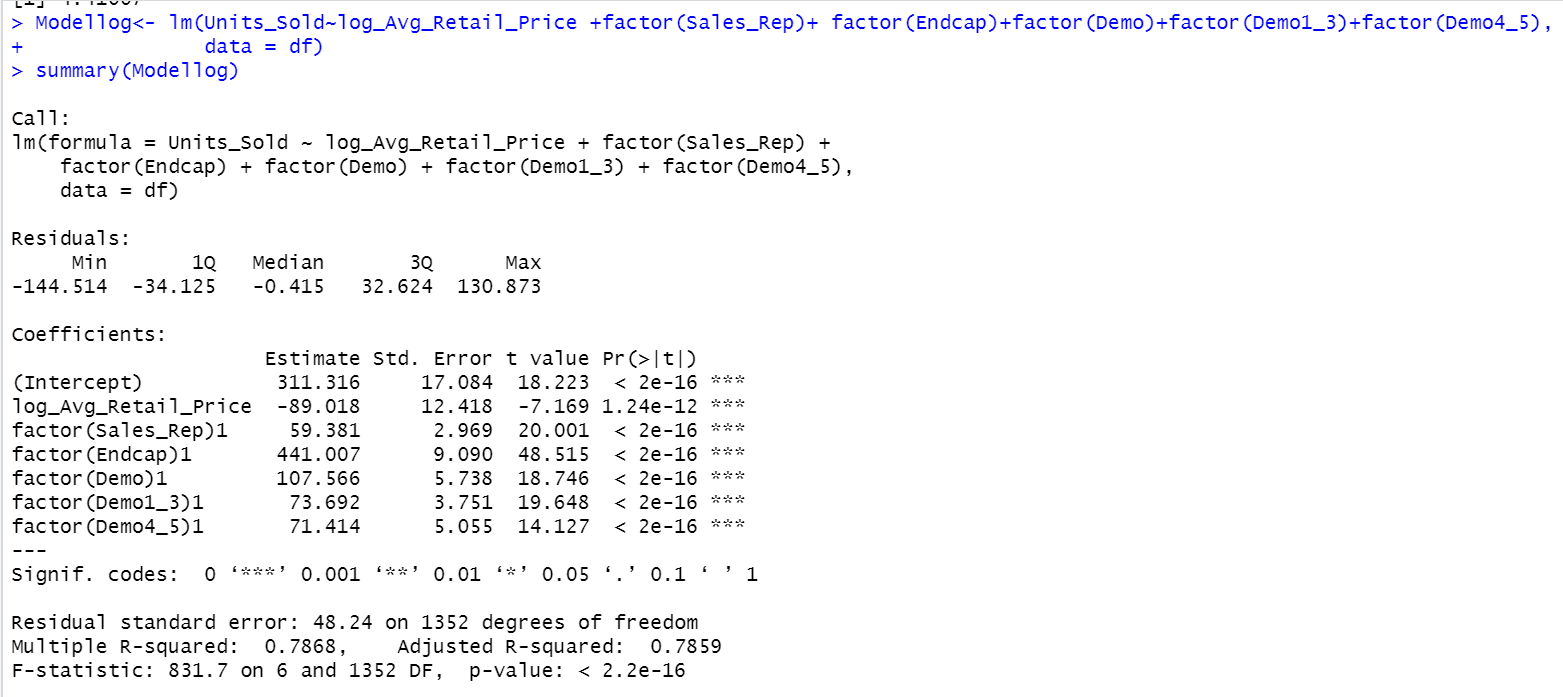 > Modellog<- lm(Units_Sold~log_Avg_Retail_Price +factor(Sales_Rep)+ factor(Endcap)+factor(Demo)+factor(Demo1_3)+factor(Demo4_5),
+               data = df)
> summary(Modellog)

Call:
lm(formula = Units_Sold ~ log_Avg_Retail_Price + factor(Sales_Rep) +
    factor(Endcap) + factor(Demo) + factor(Demo1_3) + factor(Demo4_5),
    data = df)

Residuals:
     Min       1Q   Median       3Q      Max
-144.514  -34.125   -0.415   32.624  130.873

Coefficients:
                     Estimate Std. Error t value Pr(>|t|)
(Intercept)           311.316     17.084  18.223  < 2e-16 ***
log_Avg_Retail_Price  -89.018     12.418  -7.169 1.24e-12 ***
factor(Sales_Rep)1     59.381      2.969  20.001  < 2e-16 ***
factor(Endcap)1       441.007      9.090  48.515  < 2e-16 ***
factor(Demo)1         107.566      5.738  18.746  < 2e-16 ***
factor(Demo1_3)1       73.692      3.751  19.648  < 2e-16 ***
factor(Demo4_5)1       71.414      5.055  14.127  < 2e-16 ***
---
Signif. codes:  0 ‘***’ 0.001 ‘**’ 0.01 ‘*’ 0.05 ‘.’ 0.1 ‘ ’ 1

Residual standard error: 48.24 on 1352 degrees of freedom
Multiple R-squared:  0.7868,    Adjusted R-squared:  0.7859
F-statistic: 831.7 on 6 and 1352 DF,  p-value: < 2.2e-16